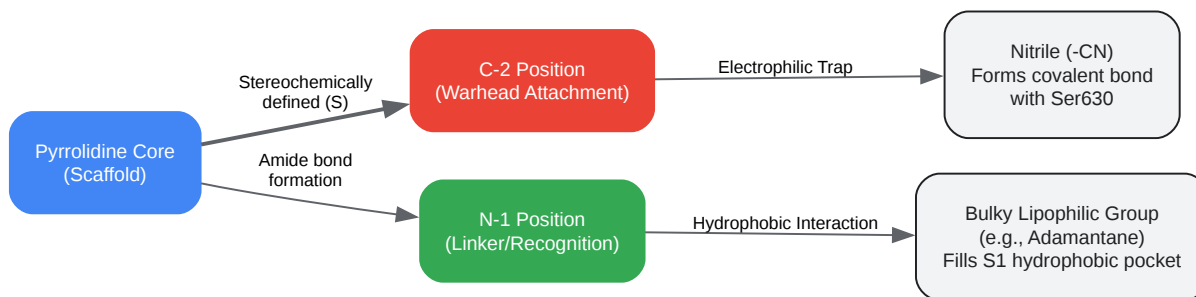 Pyrrolidine Core
(Scaffold)
Stereochemically
defined (S)
Amide bond
formation
C-2 Position
(Warhead Attachment)
N-1 Position
(Linker/Recognition)
Electrophilic Trap
Hydrophobic Interaction
Nitrile (-CN)
Forms covalent bond
with Ser630
Bulky Lipophilic Group
(e.g., Adamantane)
Fills S1 hydrophobic pocket